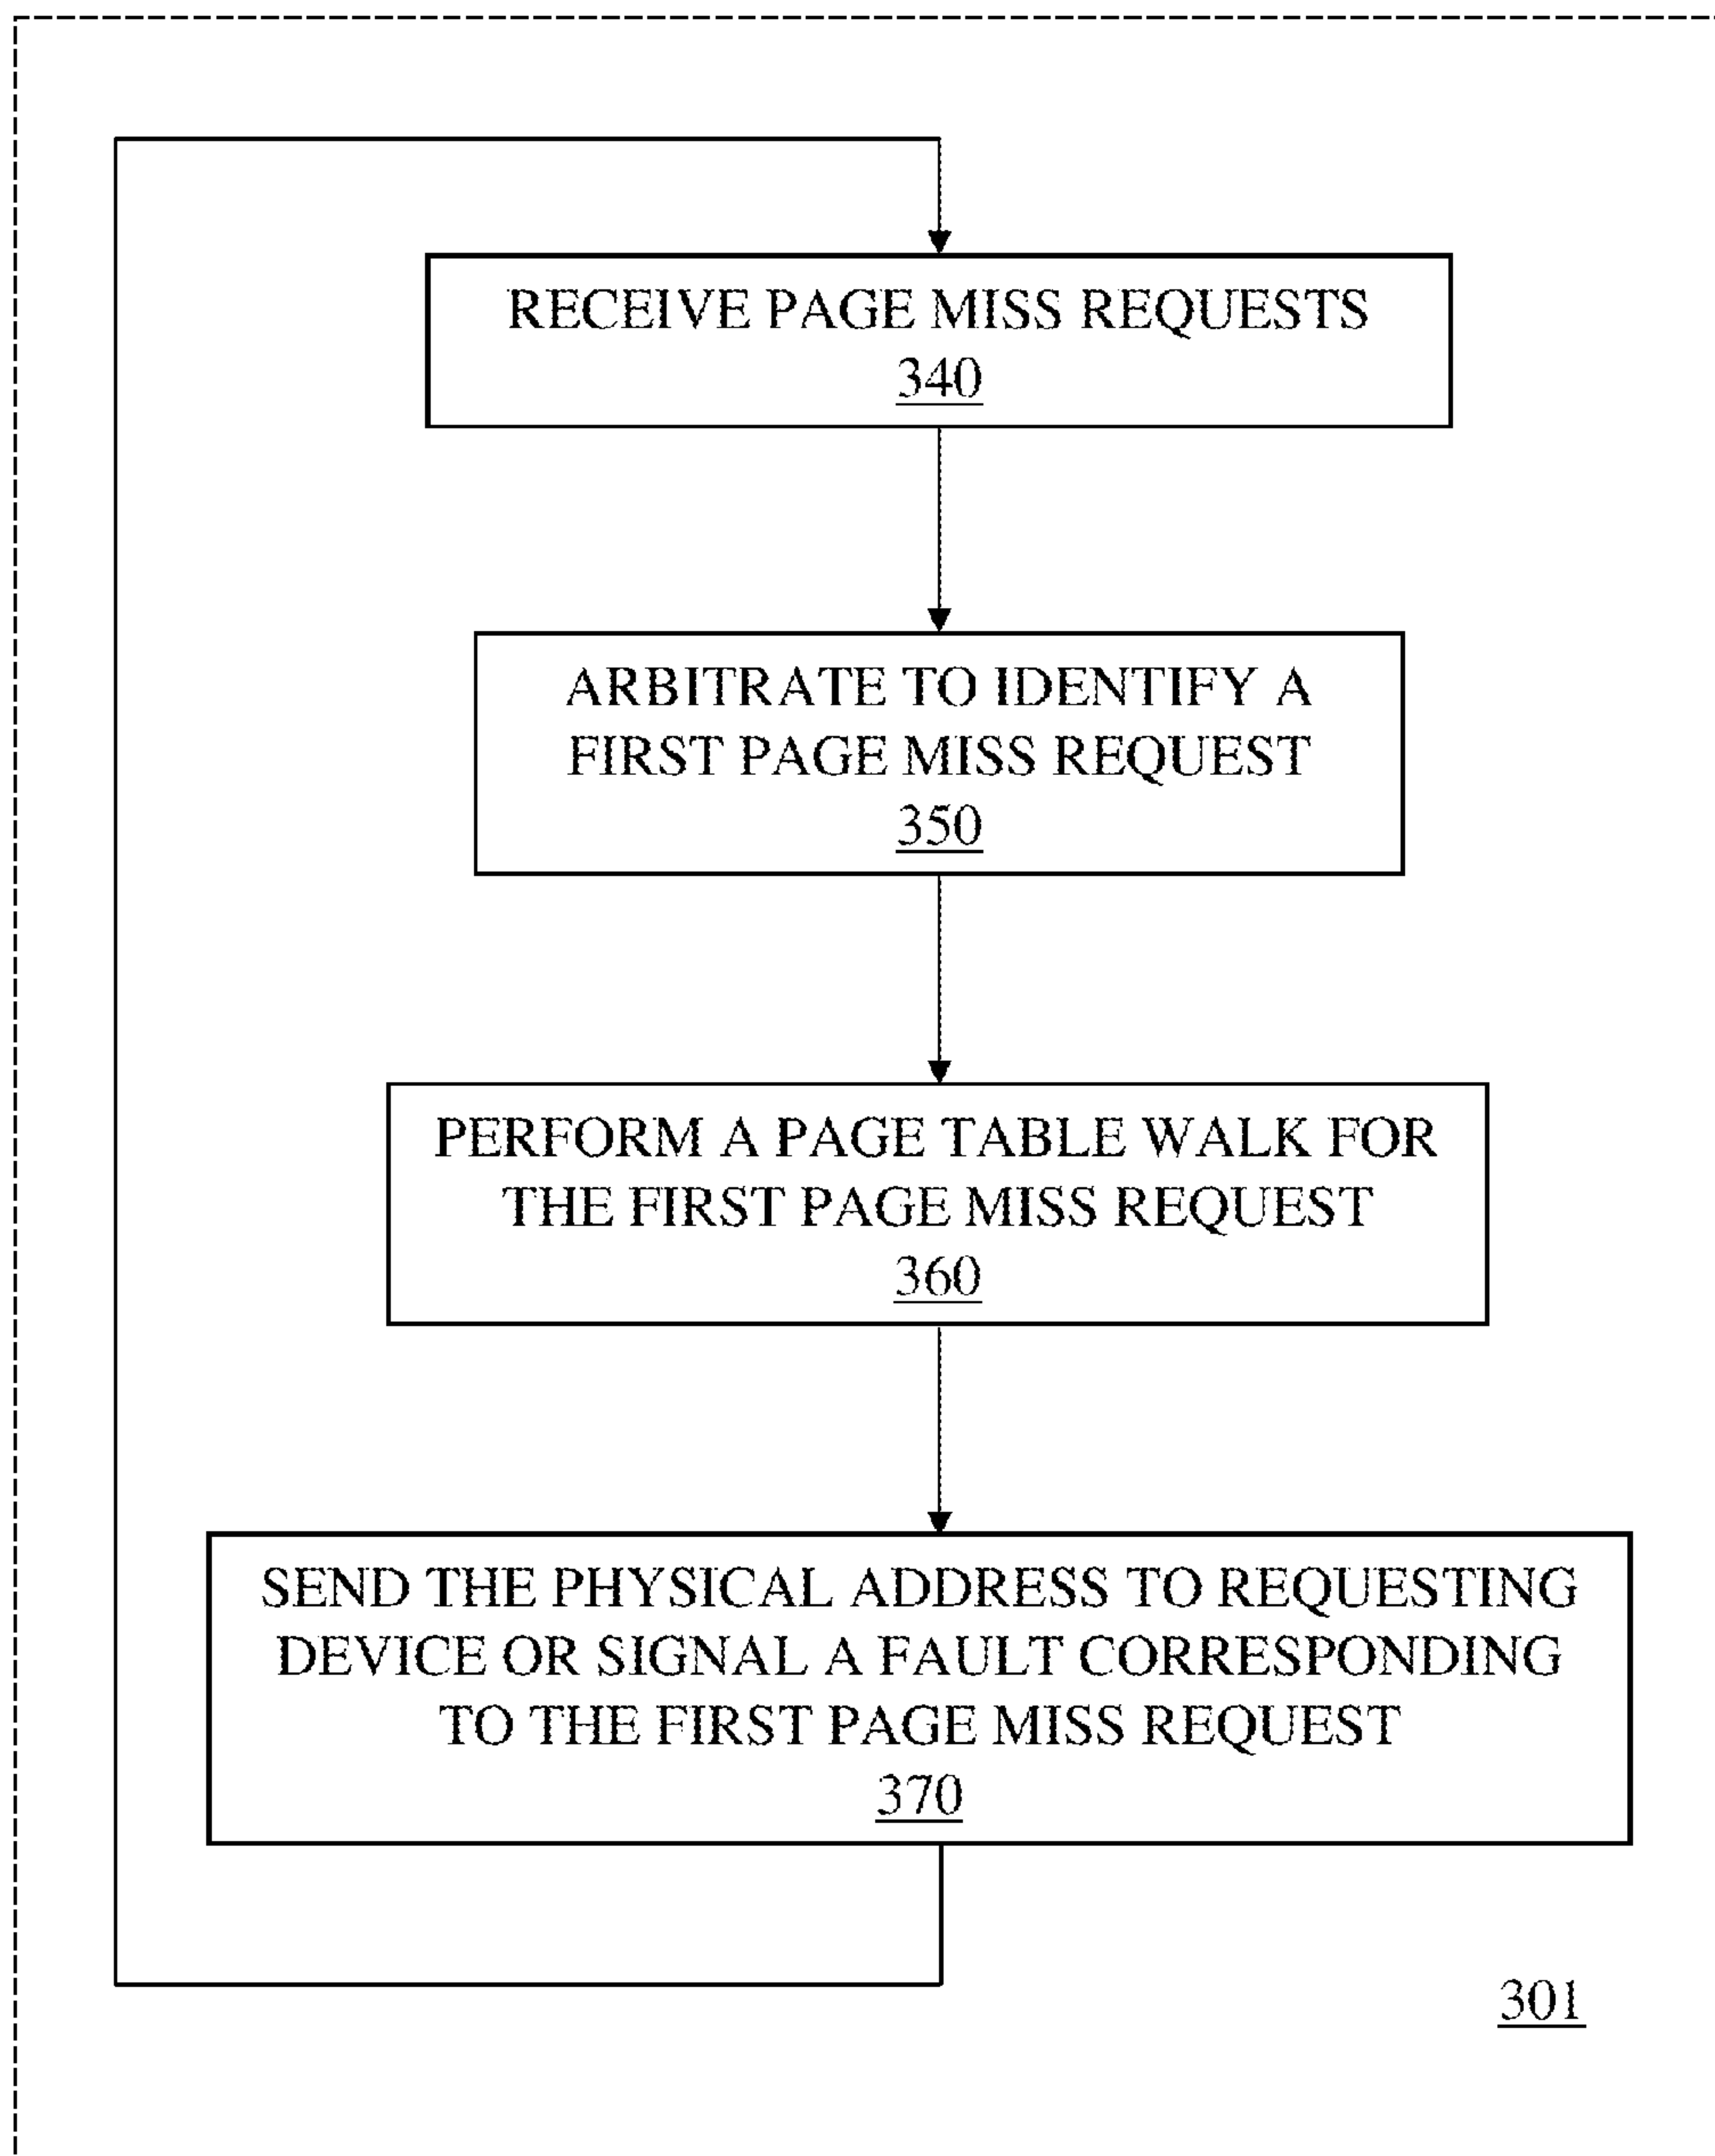 RECEIVE PAGE MISS REQUESTS
340
ARBITRATE TO IDENTIFY A
FIRST PAGE MISS REQUEST
350
PERFORM A PAGE TABLE WALK FOR
THE FIRST PAGE MISS REQUEST
360
SEND THE PHYSICAL ADDRESS TO REQUESTING
DEVICE OR SIGNAL A FAULT CORRESPONDING
TO THE FIRST PAGE MISS REQUEST
370
301